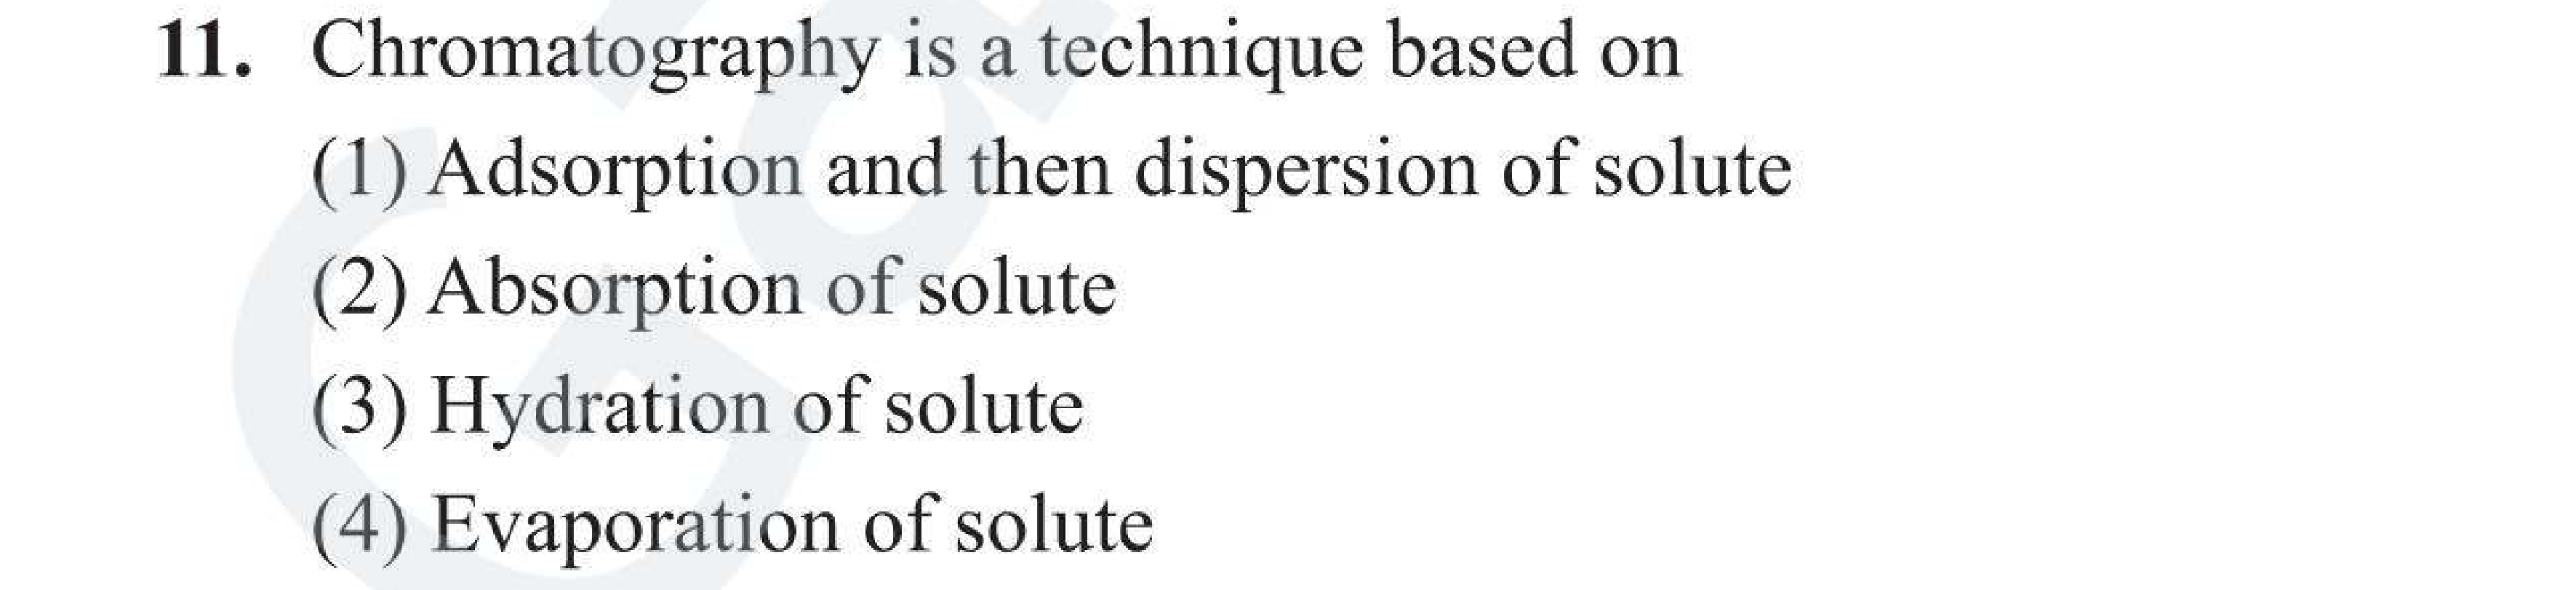 11. Chromatography is a technique based on
(1) Adsorption and then dispersion of solute
(2) Absorption of solute
(3) Hydration of solute
(4) Evaporation of solute